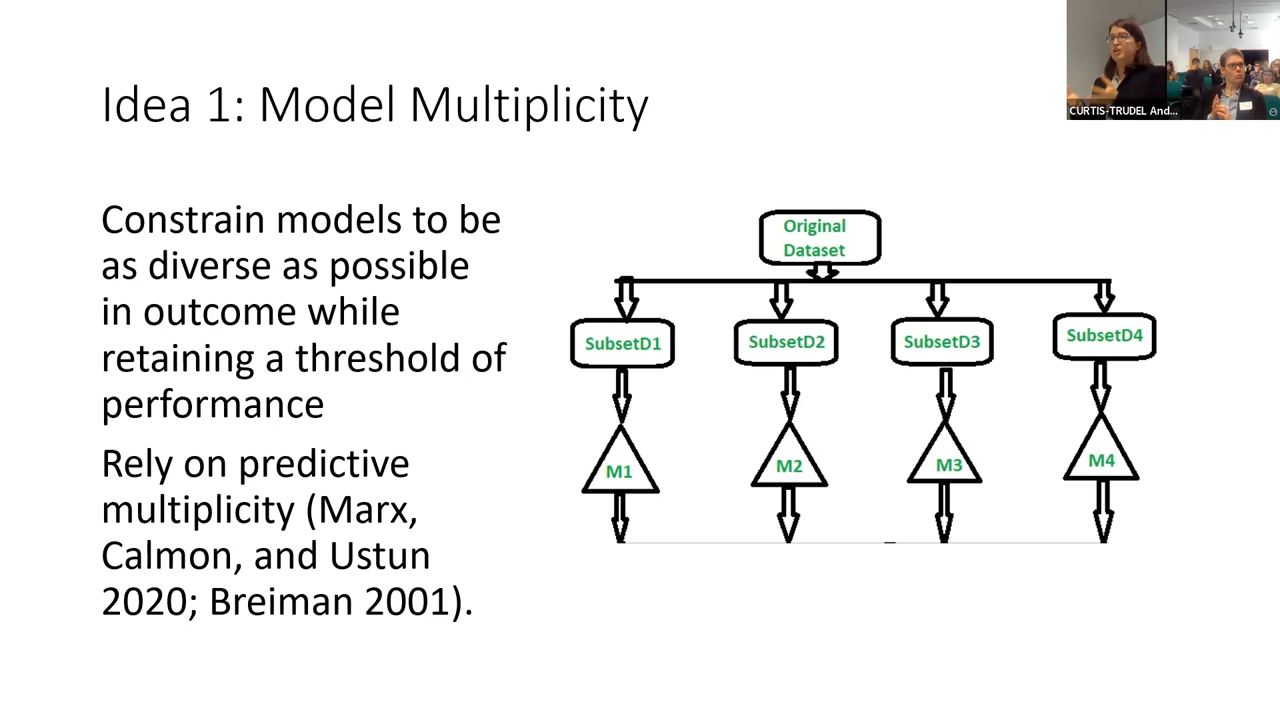 CURTIS-TRUDEL And...
Idea 1: Model Multiplicity
Constrain models to be
as diverse as possible
in outcome while
retaining a threshold of
performance
Rely on predictive
multiplicity (Marx,
Calmon, and Ustun
2020; Breiman 2001).
Original
Dataset
SubsetD1
SubsetD2
SubsetD3
SubsetD4
M1
M2
M3
M4